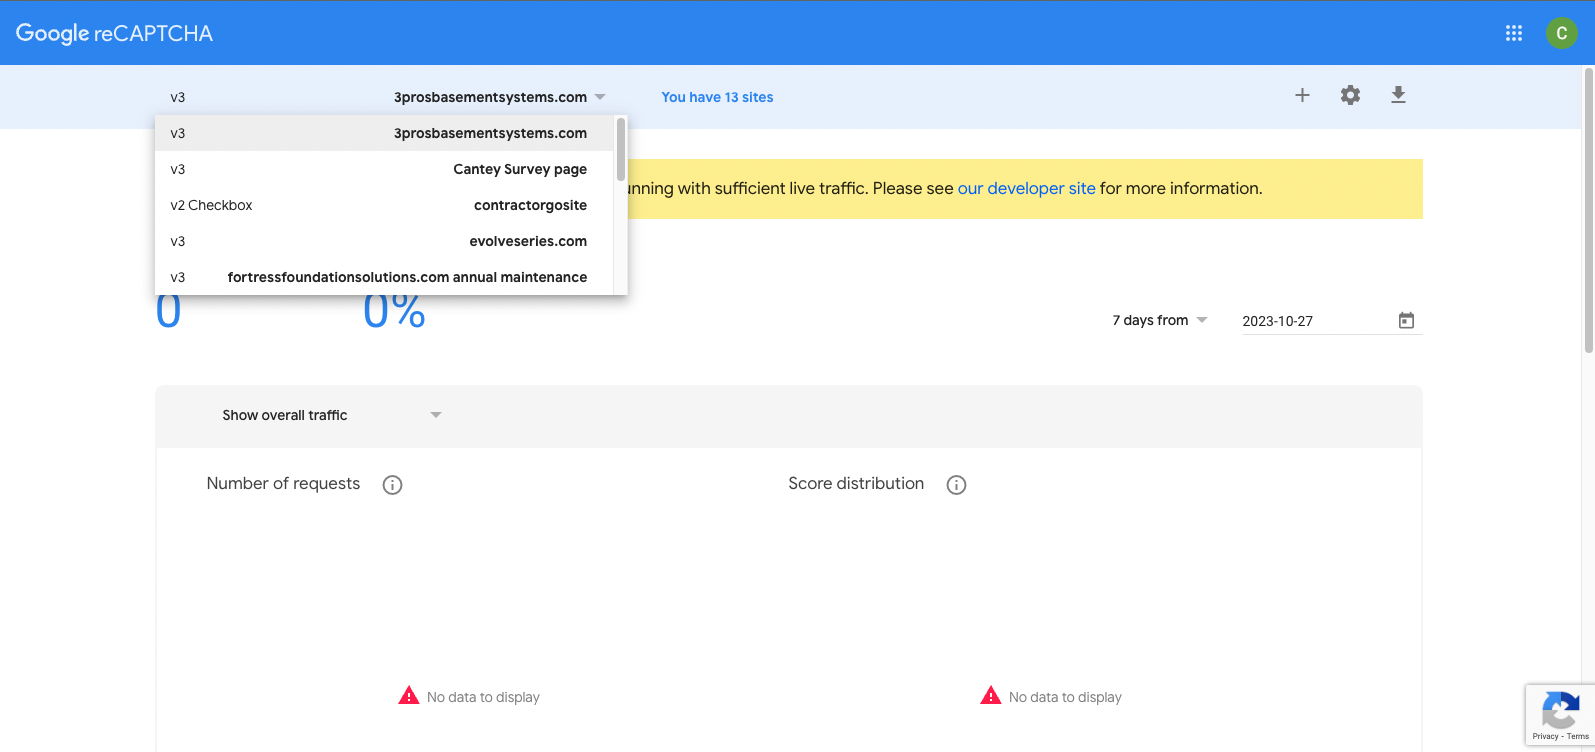 Google reCAPTCHA
C
v3 3prosbasementsystems.com You have 13 sites
v3 3prosbasementsystems.com
v3 Cantey Survey page
v2 Checkbox contractorgosite
v3 evolveseries.com
v3 fortressfoundationsolutions.com annual maintenance
with sufficient live traffic. Please see our developer site for more information.
0 0%
7 days from 2023-10-27
Show overall traffic
Number of requests Score distribution
No data to display No data to display
Privacy - Terms